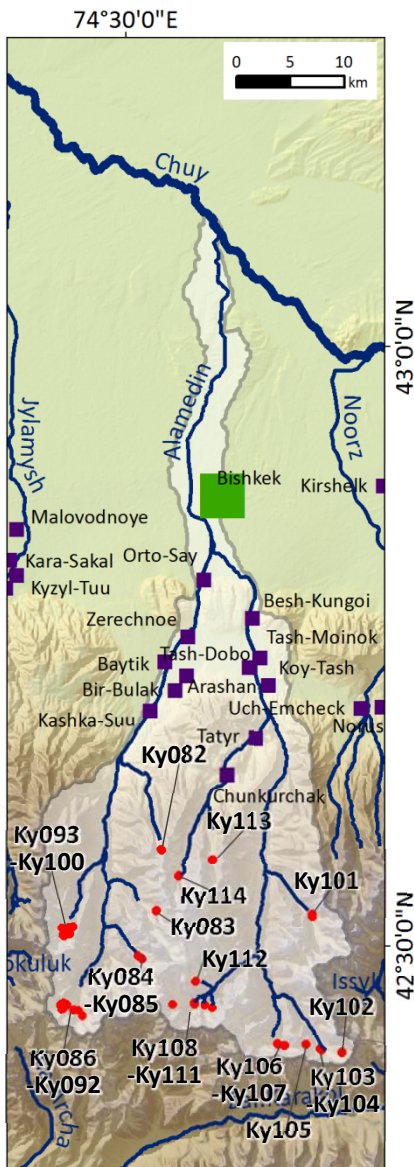 74°30'0"E
0 5 10
km
Chuy
43°0'0"N
Alamedin
Jylamysh
Noorz
Bishkek
Kirshelk
Malovodnoye
Orto-Say
Kara-Sakal
Kyzyl-Tuu
Besh-Kungoi
Zerechnoe
Tash-Moinok
Tash-Dobo
Baytik
Koy-Tash
Bir-Bulak
Arashan
Uch-Emcheck
Kashka-Suu
Norus
Tatyr
Ky082
Chunkurchak
Ky093
-Ky100
Ky113
Ky114
Ky101
Ky083
42°30'0"N
okuluk
Ky112
Ky084
-Ky085
Issyk
Ky102
Ky086
-Ky092
Ky108
-Ky111
Ky106
-Ky107
Ky103
-Ky104
Ky105
archa